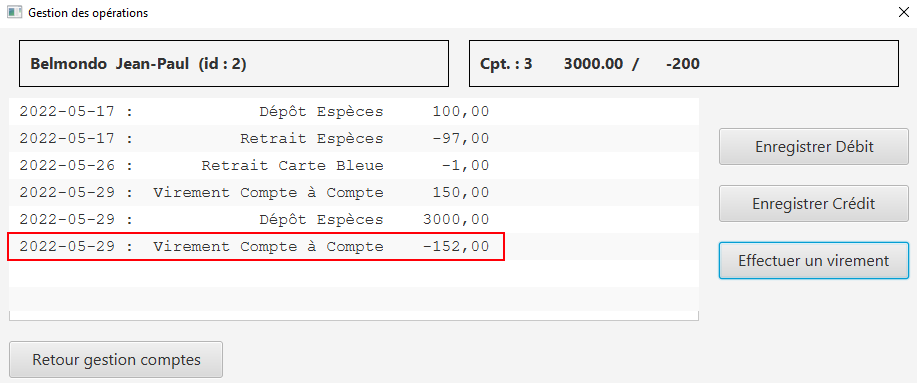 Gestion des opérations
Belmondo Jean-Paul (id : 2)
Cpt. : 3 3000.00 / -200
2022-05-17 : Dépôt Espèces 100,00
2022-05-17 : Retrait Espèces -97,00
2022-05-26 : Retrait Carte Bleue -1,00
2022-05-29 : Virement Compte à Compte 150,00
2022-05-29 : Dépôt Espèces 3000,00
2022-05-29 : Virement Compte à Compte -152,00
Enregistrer Débit
Enregistrer Crédit
Effectuer un virement
Retour gestion comptes